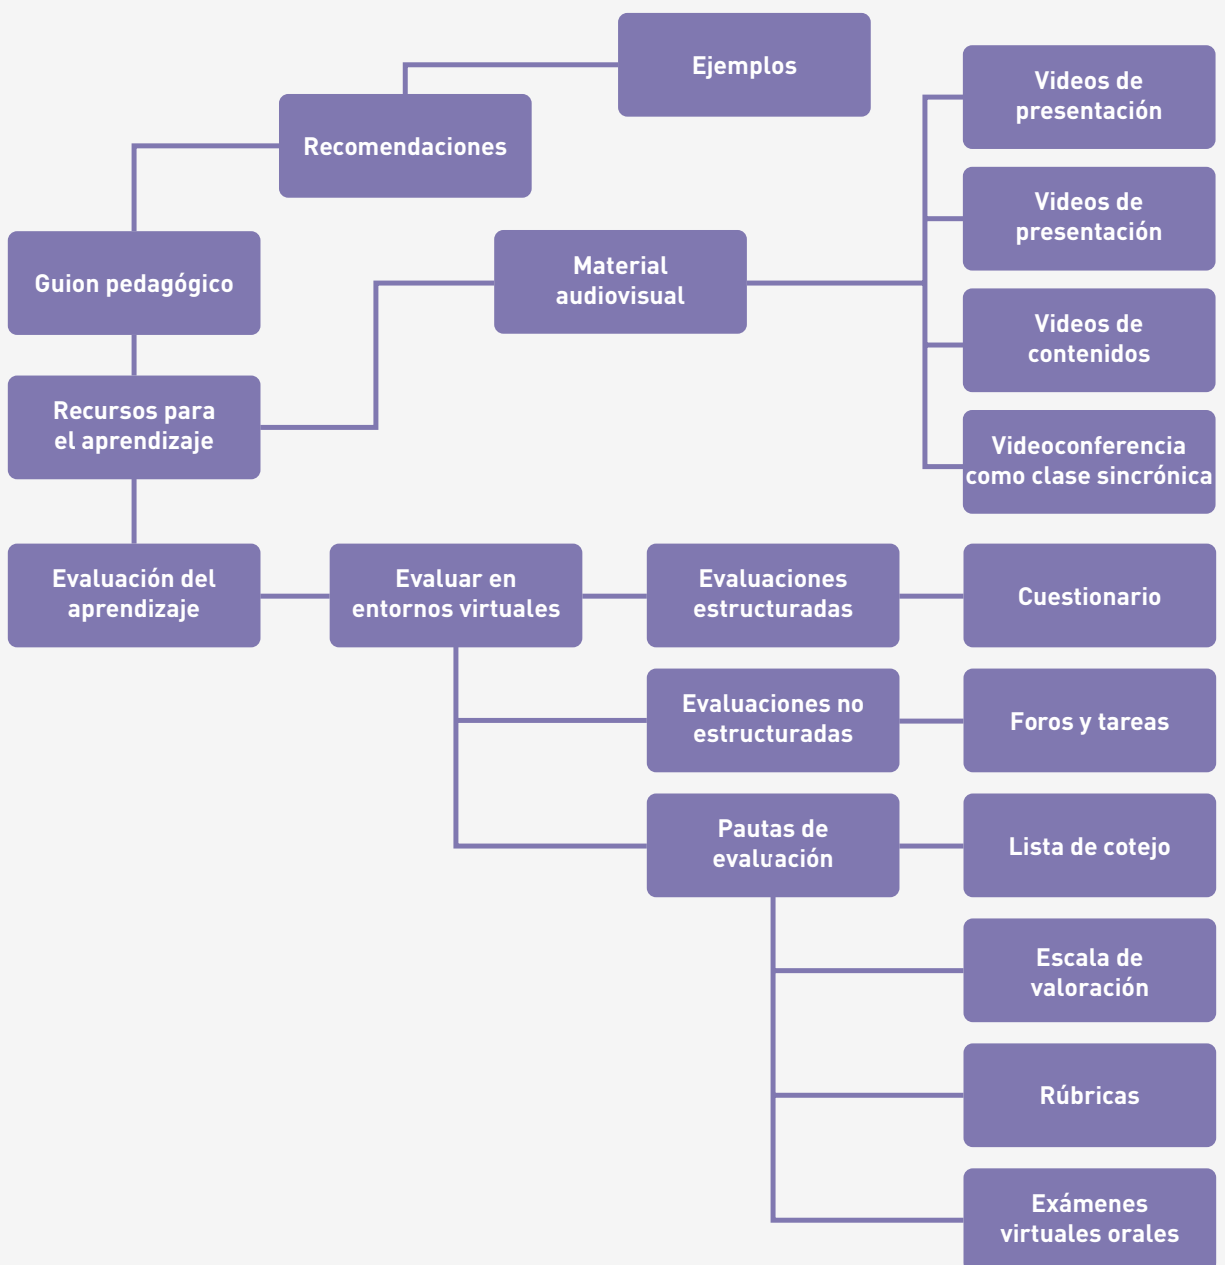 Ejemplos
Videos de
presentación
Recomendaciones
Videos de
presentación
Guion pedagógico
Material
audiovisual
Videos de
contenidos
Recursos para
el aprendizaje
Videoconferencia
como clase sincrónica
Evaluación del
aprendizaje
Evaluar en
entornos virtuales
Evaluaciones
estructuradas
Cuestionario
Evaluaciones no
estructuradas
Foros y tareas
Pautas de
evaluación
Lista de cotejo
Escala de
valoración
Rúbricas
Exámenes
virtuales orales